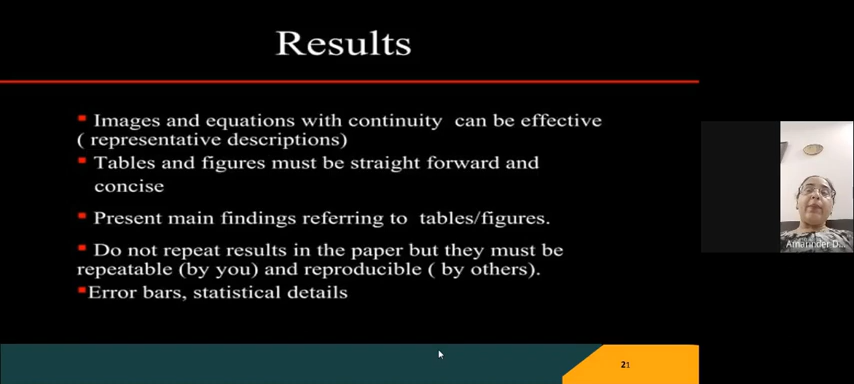 Results
Images and equations with continuity can be effective
( representative descriptions)
Tables and figures must be straight forward and
concise
Present main findings referring to tables/figures.
Do not repeat results in the paper but they must be
repeatable (by you) and reproducible ( by others).
Error bars, statistical details
Amarinder D...
21